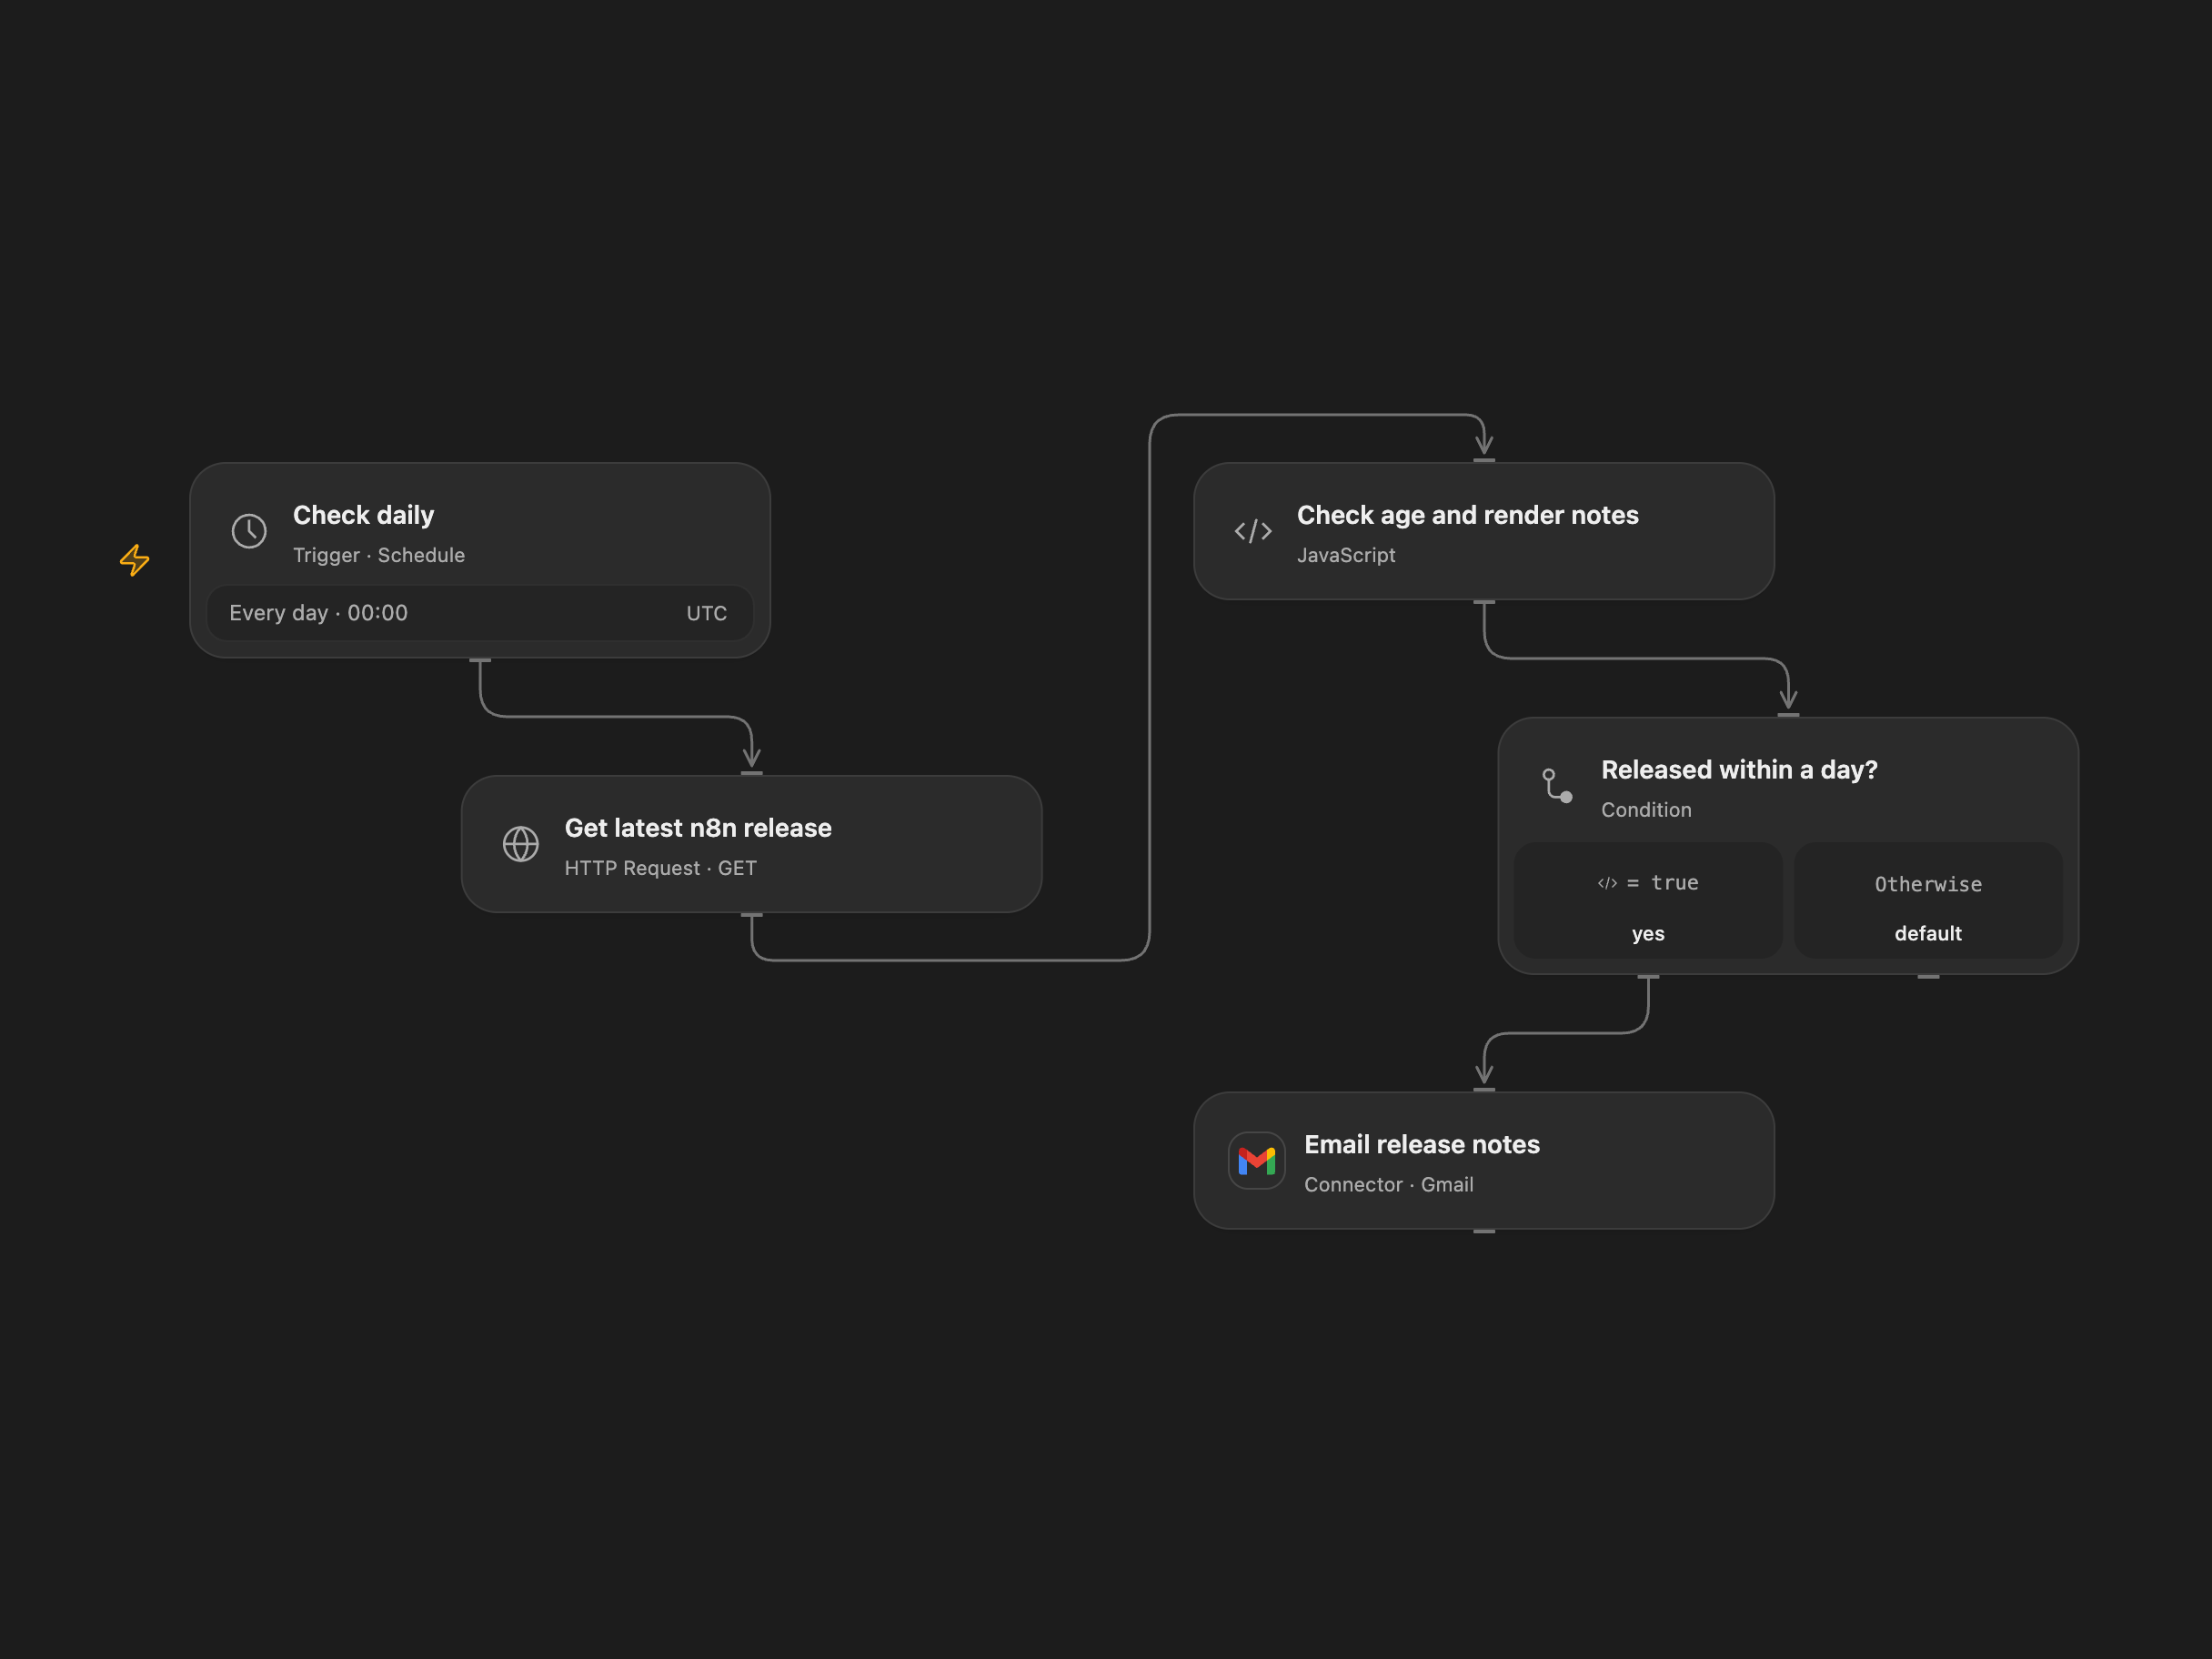 Check daily
Trigger · Schedule
Every day · 00:00
UTC
Get latest n8n release
HTTP Request · GET
Check age and render notes
JavaScript
Released within a day?
Condition
</> = true
yes
Otherwise
default
Email release notes
Connector · Gmail